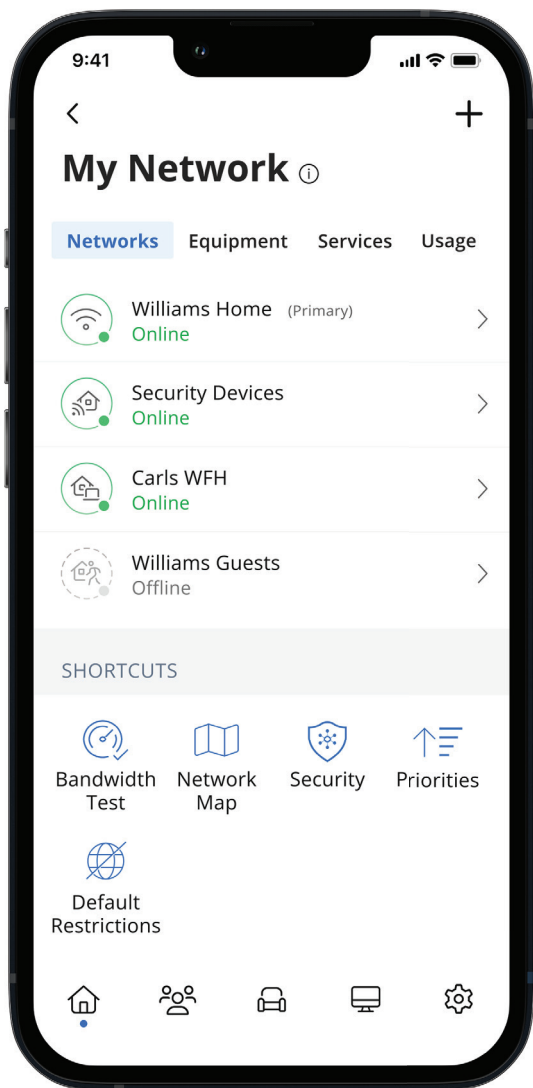 9:41
My Network
Networks Equipment Services Usage
Williams Home (Primary)
Online
Security Devices
Online
Carls WFH
Online
Williams Guests
Offline
SHORTCUTS
Bandwidth Test
Network Map
Security
Priorities
Default Restrictions